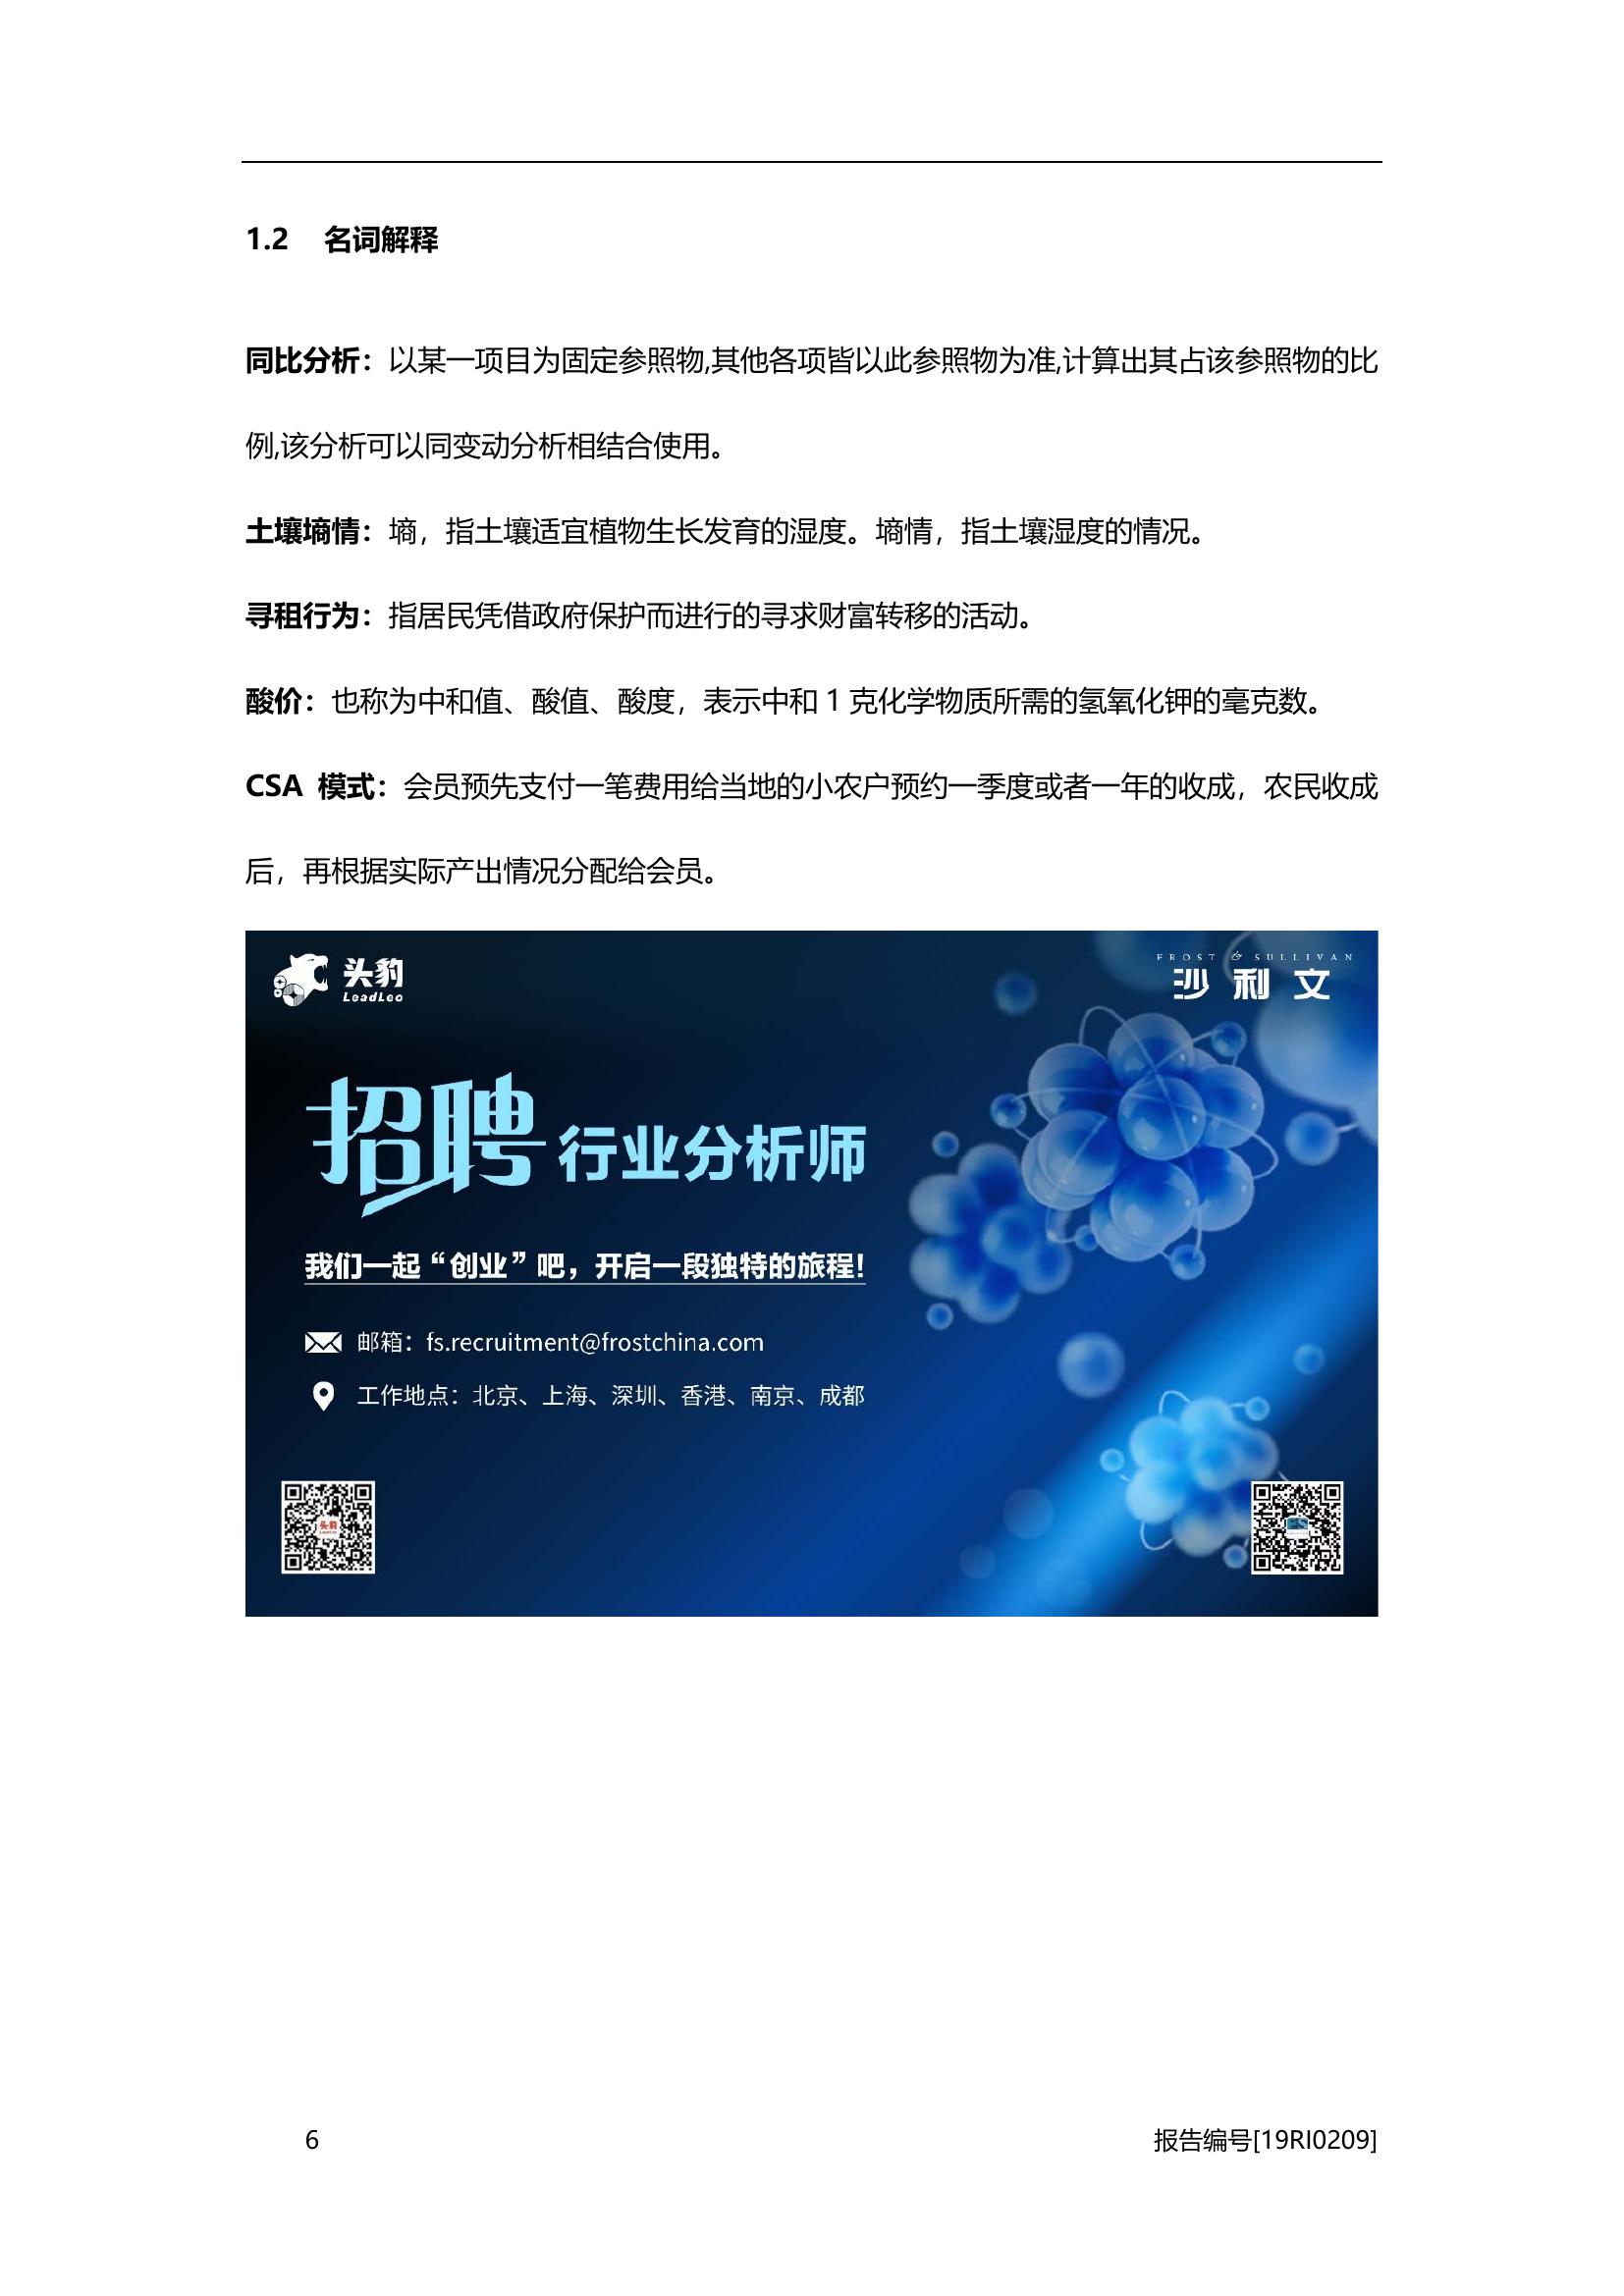 1.2 名词解释
同比分析：以某一项目为固定参照物,其他各项皆以此参照物为准,计算出其占该参照物的比
例,该分析可以同变动分析相结合使用。
土壤墒情：墒，指土壤适宜植物生长发育的湿度。墒情，指土壤湿度的情况。
寻租行为：指居民凭借政府保护而进行的寻求财富转移的活动。
酸价：也称为中和值、酸值、酸度，表示中和 1 克化学物质所需的氢氧化钾的毫克数。
CSA 模式：会员预先支付一笔费用给当地的小农户预约一季度或者一年的收成，农民收成
后，再根据实际产出情况分配给会员。
头豹
LeadLeo
FROST & SULLIVAN
沙利文
招聘 行业分析师
我们一起“创业”吧，开启一段独特的旅程!
邮箱：fs.recruitment@frostchina.com
工作地点：北京、上海、深圳、香港、南京、成都
头豹
6 报告编号[19RI0209]